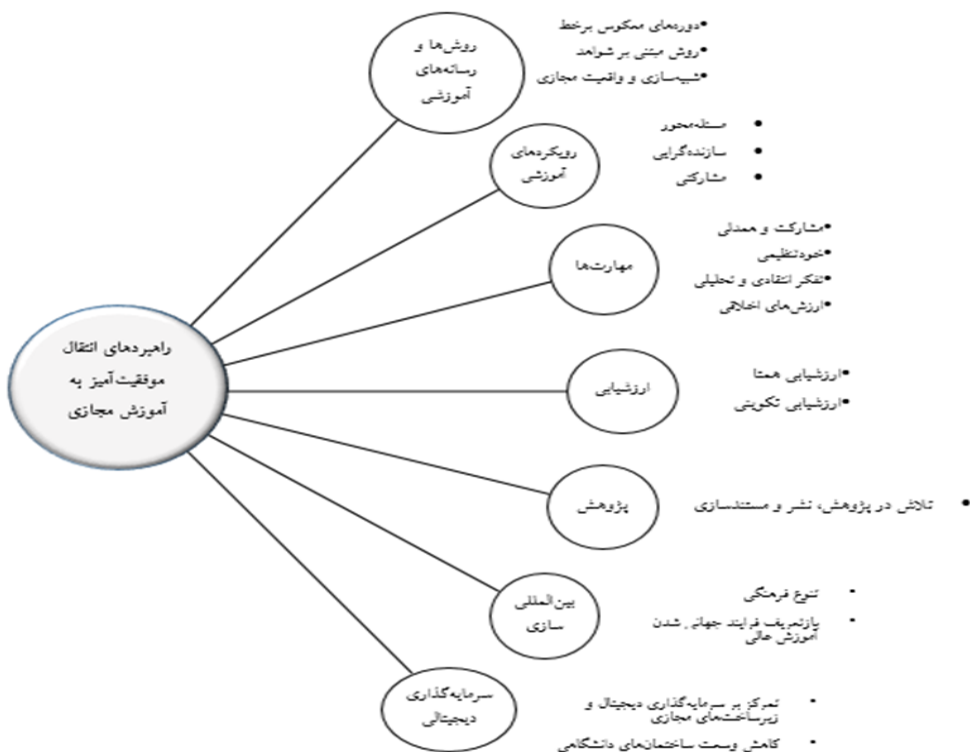 روش‌ها و
رسانه‌های
آموزشی
•دوره‌های معکوس برخط
•روش مبتنی بر شواهد
•شبیه‌سازی و واقعیت مجازی
رویکردهای
آموزشی
• مسئله‌محور
• سازنده‌گرایی
• مشارکتی
مهارت‌ها
•مشارکت و همدلی
•خودتنظیمی
•تفکر انتقادی و تحلیلی
•ارزش‌های اخلاقی
راهبردهای انتقال
موفقیت‌آمیز به
آموزش مجازی
ارزشیابی
•ارزشیابی همتا
•ارزشیابی تکوینی
پژوهش
• تلاش در پژوهش، نشر و مستندسازی
بین‌المللی
سازی
• تنوع فرهنگی
• بازتعریف فرایند جهانی شدن
آموزش عالی
سرمایه‌گذاری
دیجیتالی
• تمرکز بر سرمایه‌گذاری دیجیتال و
زیرساخت‌های مجازی
• کاهش وسعت ساختمان‌های دانشگاهی